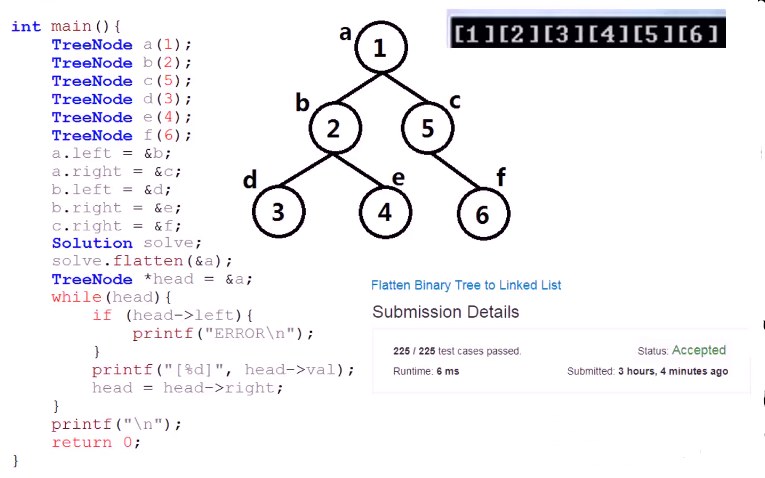 int main(){
TreeNode a(1);
TreeNode b(2);
TreeNode c(5);
TreeNode d(3);
TreeNode e(4);
TreeNode f(6);
a.left = &b;
a.right = &c;
b.left = &d;
b.right = &e;
c.right = &f;
Solution solve;
solve.flatten(&a);
TreeNode *head = &a;
while(head){
if (head->left){
printf("ERROR\n");
}
printf("[%d]", head->val);
head = head->right;
}
printf("\n");
return 0;
}
a
1
b
2
c
5
d
3
e
4
f
6
[1][2][3][4][5][6]
Flatten Binary Tree to Linked List
Submission Details
225 / 225 test cases passed.
Status: Accepted
Runtime: 6 ms
Submitted: 3 hours, 4 minutes ago